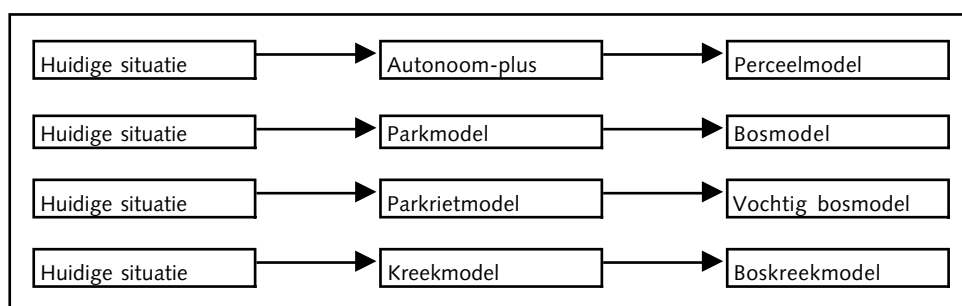 Huidige situatie Autonoom-plus Perceelmodel
Huidige situatie Parkmodel Bosmodel
Huidige situatie Parkrietmodel Vochtig bosmodel
Huidige situatie Kreekmodel Boskreekmodel